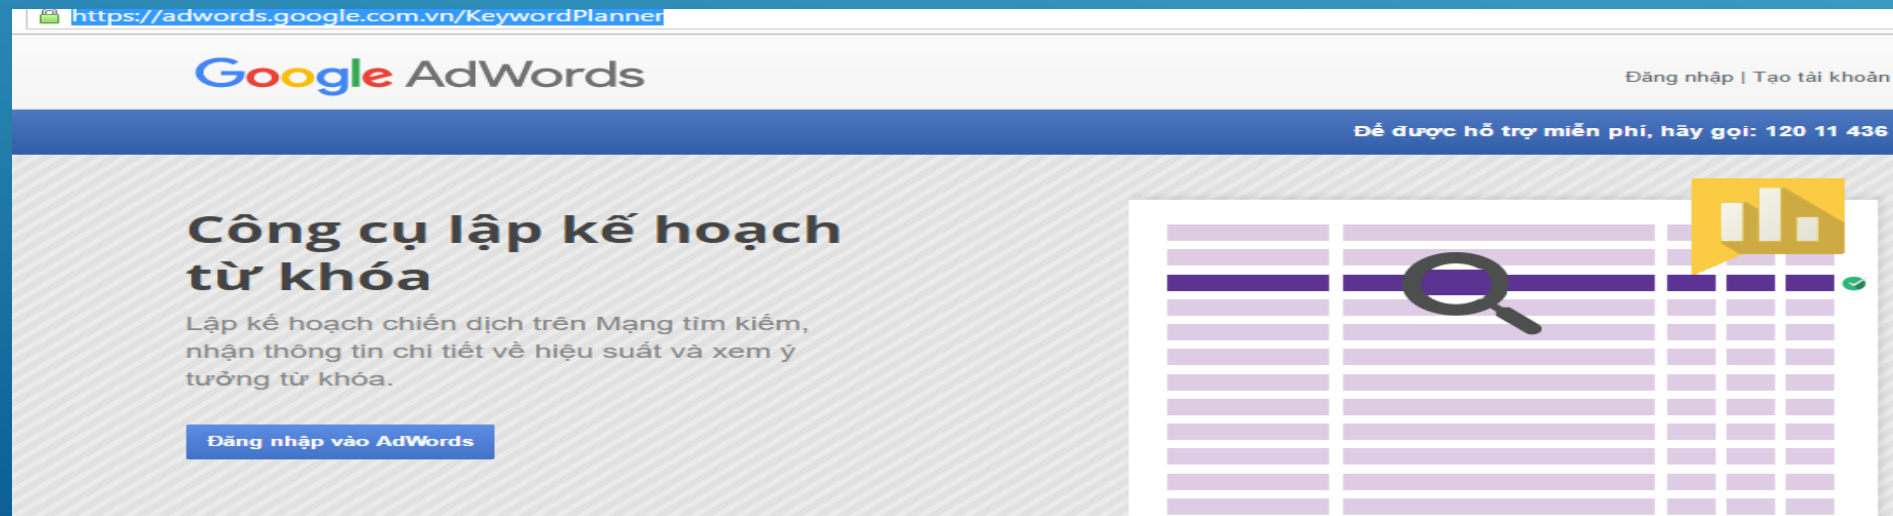 https://adwords.google.com.vn/KeywordPlanner
Google AdWords
Đăng nhập | Tạo tài khoản
Để được hỗ trợ miễn phí, hãy gọi: 120 11 436
Công cụ lập kế hoạch
từ khóa
Lập kế hoạch chiến dịch trên Mạng tìm kiếm,
nhận thông tin chi tiết về hiệu suất và xem ý
tưởng từ khóa.
Đăng nhập vào AdWords